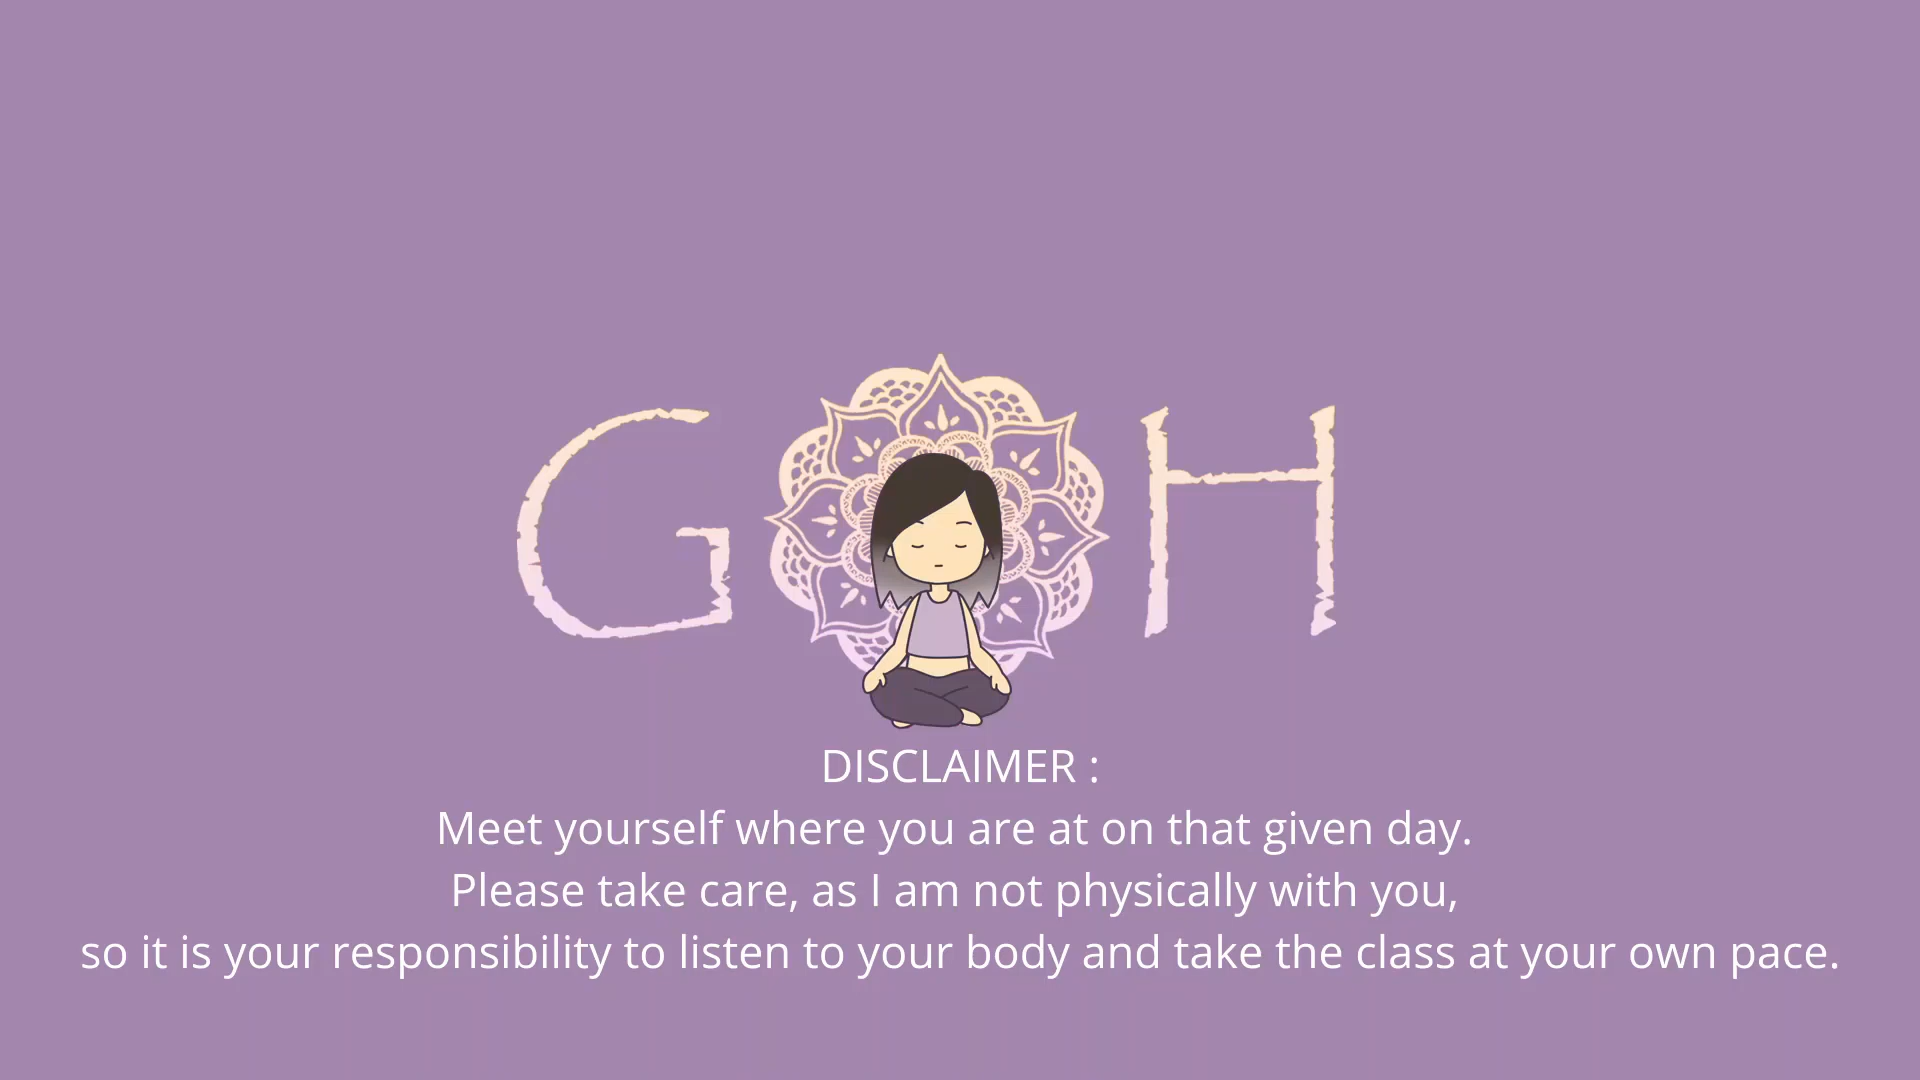 GOH
DISCLAIMER :
Meet yourself where you are at on that given day.
Please take care, as I am not physically with you,
so it is your responsibility to listen to your body and take the class at your own pace.